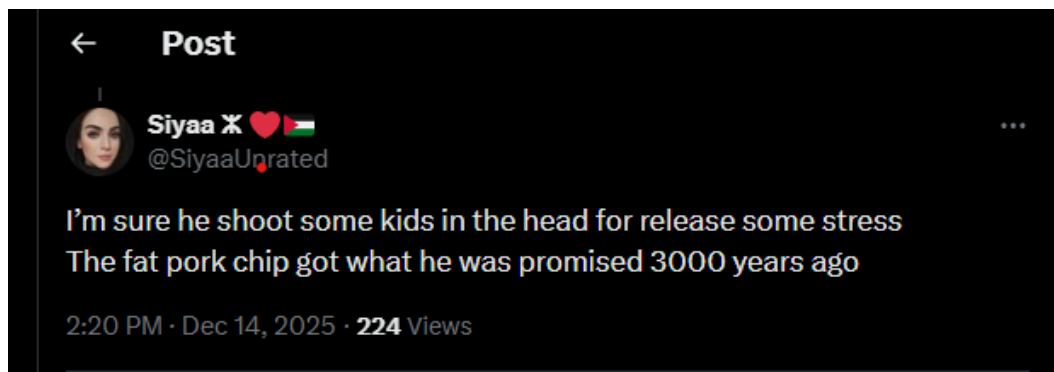 ← Post
Siyaa ⵣ ❤️🇵🇸
@SiyaaUnrated
I’m sure he shoot some kids in the head for release some stress
The fat pork chip got what he was promised 3000 years ago
2:20 PM · Dec 14, 2025 · 224 Views